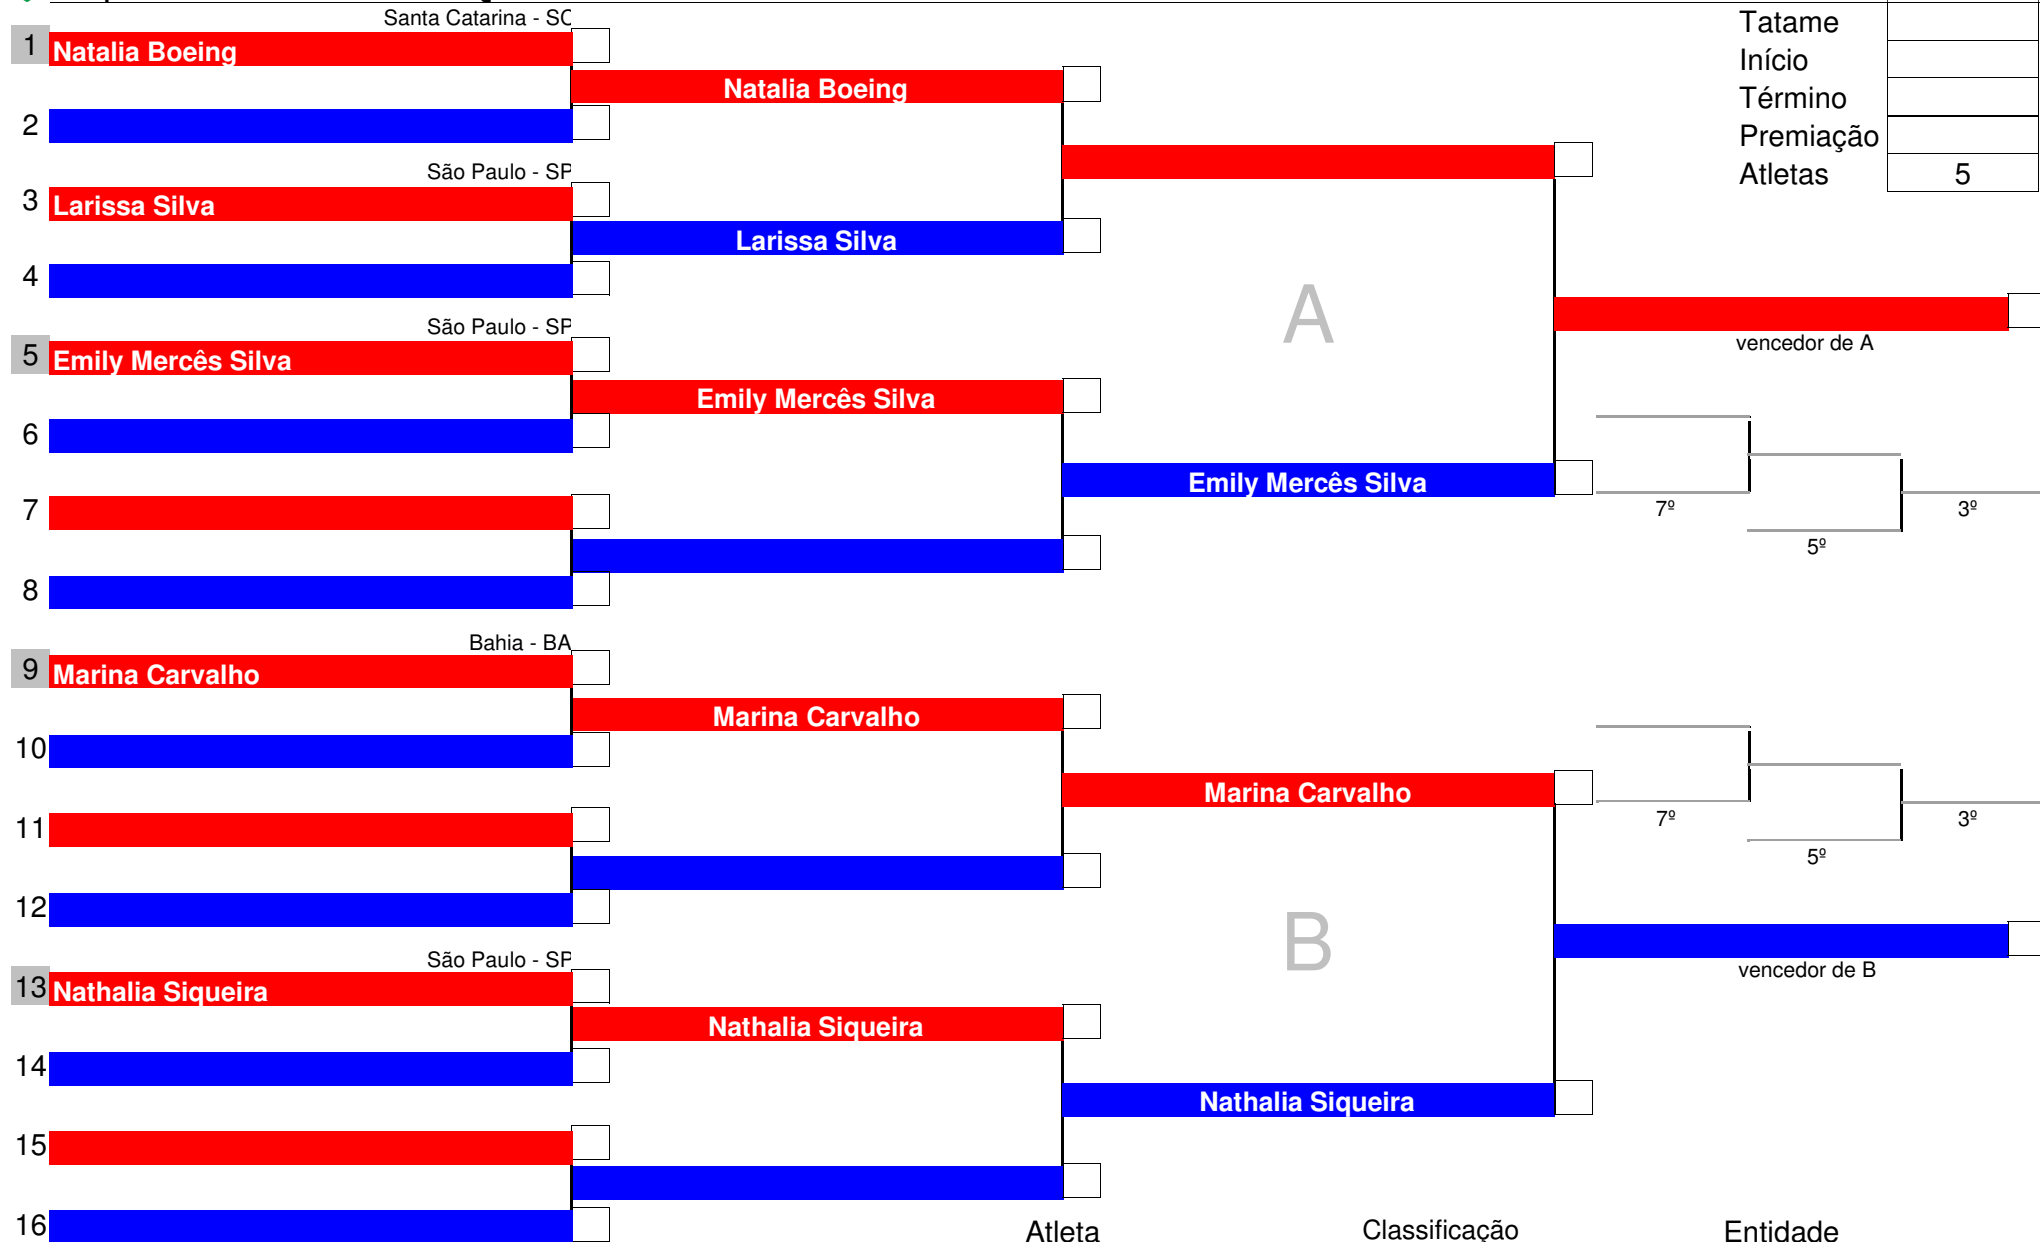 Santa Catarina - SC
Tatame
1 Natalia Boeing
Início
Natalia Boeing
Término
2
Premiação
São Paulo - SP
Atletas 5
3 Larissa Silva
Larissa Silva
4
A
São Paulo - SP
vencedor de A
5 Emily Mercês Silva
Emily Mercês Silva
6
Emily Mercês Silva
7
7º 3º
5º
8
Bahia - BA
9 Marina Carvalho
Marina Carvalho
10
Marina Carvalho
11
7º 3º
5º
12
B
São Paulo - SP
vencedor de B
13 Nathalia Siqueira
Nathalia Siqueira
14
Nathalia Siqueira
15
16
Atleta Classificação Entidade